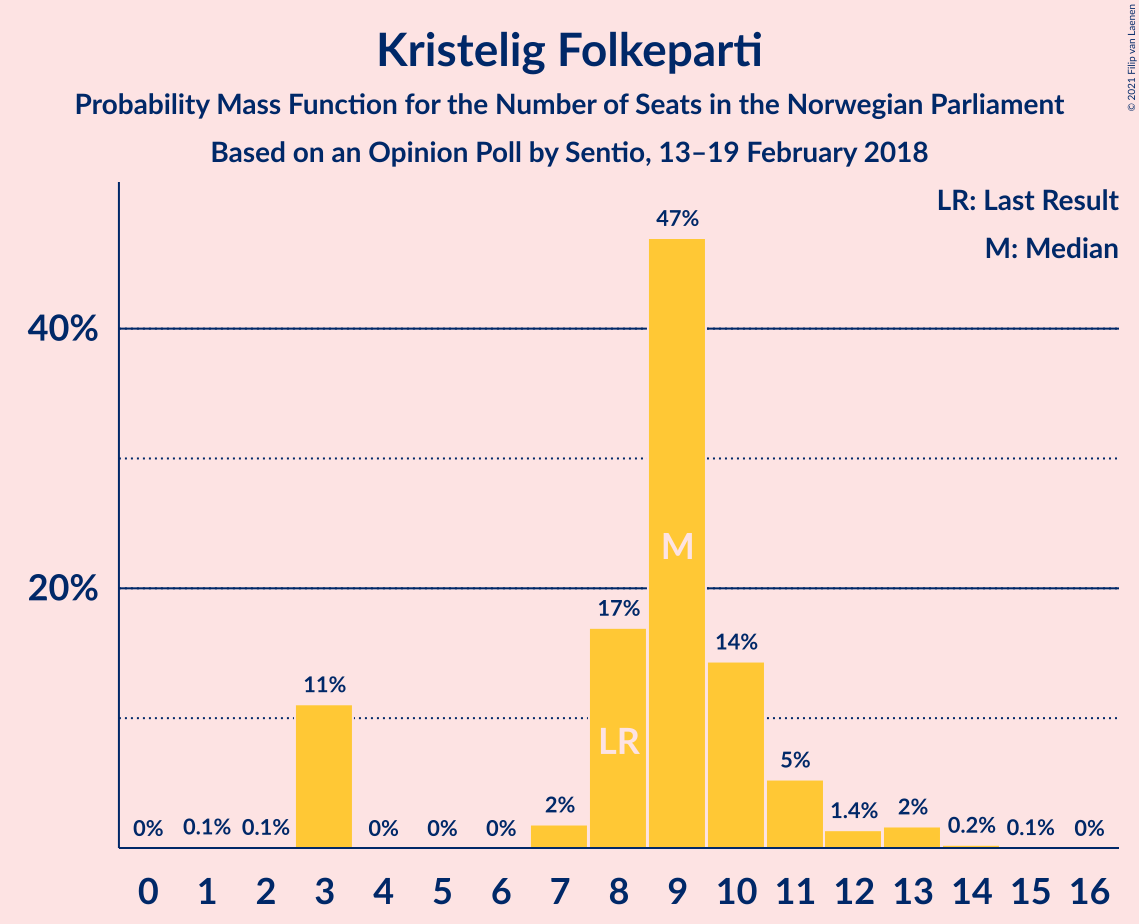 Kristelig Folkeparti
Probability Mass Function for the Number of Seats in the Norwegian Parliament
Based on an Opinion Poll by Sentio, 13–19 February 2018
© 2021 Filip van Laenen
LR: Last Result
M: Median
47%
40%
M
20%
17%
14%
11%
LR
5%
2%
1.4%
2%
0%
0.1%
0.1%
0%
0%
0%
0.2%
0.1%
0%
0 1 2 3 4 5 6 7 8 9 10 11 12 13 14 15 16